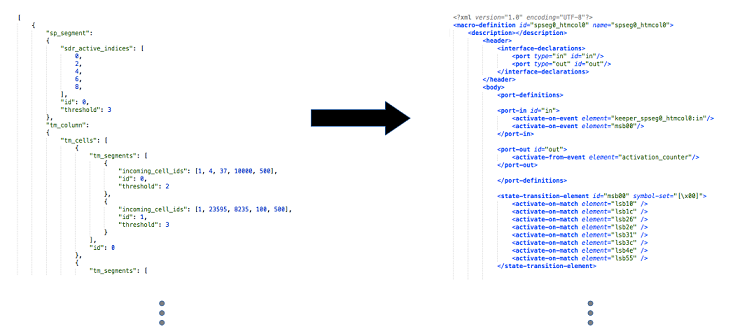 [
{
"sp_segment":
{
"sdr_active_indices": [
0,
2,
4,
6,
8,
],
"id": 0,
"threshold": 3
},
"tm_column":
{
"tm_cells": [
{
"tm_segments": [
{
"incoming_cell_ids": [1, 4, 37, 10000, 500],
"id": 0,
"threshold": 2
},
{
"incoming_cell_ids": [1, 23595, 8235, 100, 500],
"id": 1,
"threshold": 3
}
],
"id": 0
},
{
"tm_segments": [
<?xml version="1.0" encoding="UTF-8"?>
<macro-definition id="spseg0_htmcol0" name="spseg0_htmcol0">
<description></description>
<header>
<interface-declarations>
<port type="in" id="in"/>
<port type="out" id="out"/>
</interface-declarations>
</header>
<body>
<port-definitions>
<port-in id="in">
<activate-on-event element="keeper_spseg0_htmcol0:in"/>
<activate-on-event element="msb00"/>
</port-in>
<port-out id="out">
<activate-from-event element="activation_counter"/>
</port-out>
</port-definitions>
<state-transition-element id="msb00" symbol-set="[\x00]">
<activate-on-match element="lsb10" />
<activate-on-match element="lsb1c" />
<activate-on-match element="lsb26" />
<activate-on-match element="lsb2e" />
<activate-on-match element="lsb31" />
<activate-on-match element="lsb3c" />
<activate-on-match element="lsb4e" />
<activate-on-match element="lsb55" />
</state-transition-element>